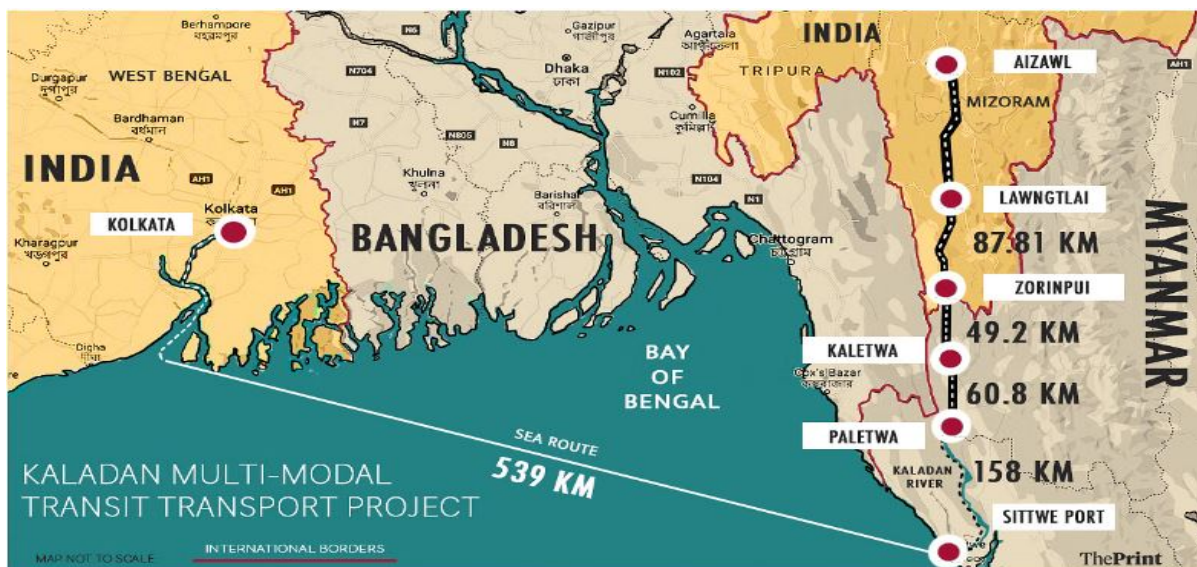 Berhampore
বহরমপুর
WEST BENGAL
Durgapur
দুর্গাপুর
Bardhaman
বর্ধমান
INDIA
AH1
AH1
Khulna
খুলনা
Kolkata
KOLKATA
Kharagpur
খড়গপুর
Digha
দীঘা
N6
Gazipur
গাজীপুর
Dhaka
ঢাকা
N704
N102
N7
N805
N8
Barishal
বরিশাল
N104
N1
BANGLADESH
Chattogram
চট্টগ্রাম
Cumilla
কুমিল্লা
Agartala
আগরতলা
INDIA
TRIPURA
AIZAWL
MIZORAM
AH1
LAWNGTLAI
87.81 KM
ZORINPUI
49.2 KM
KALETWA
60.8 KM
PALETWA
158 KM
KALADAN
RIVER
SITTWE PORT
MYANMAR
Cox's Bazar
কক্সবাজার
BAY
OF
BENGAL
SEA ROUTE
539 KM
KALADAN MULTI-MODAL
TRANSIT TRANSPORT PROJECT
MAP NOT TO SCALE
INTERNATIONAL BORDERS
ThePrint